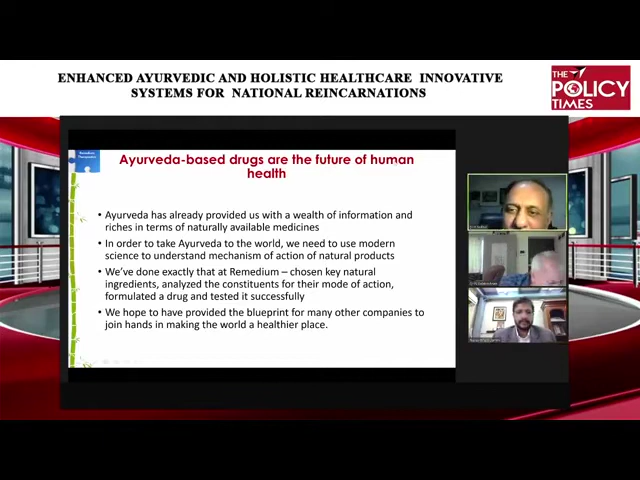 ENHANCED AYURVEDIC AND HOLISTIC HEALTHCARE INNOVATIVE
SYSTEMS FOR NATIONAL REINCARNATIONS
THE
POLICY
TIMES
Ayurveda-based drugs are the future of human
health
• Ayurveda has already provided us with a wealth of information and
riches in terms of naturally available medicines
• In order to take Ayurveda to the world, we need to use modern
science to understand mechanism of action of natural products
• We've done exactly that at Remedium – chosen key natural
ingredients, analyzed the constituents for their mode of action,
formulated a drug and tested it successfully
• We hope to have provided the blueprint for many other companies to
join hands in making the world a healthier place.